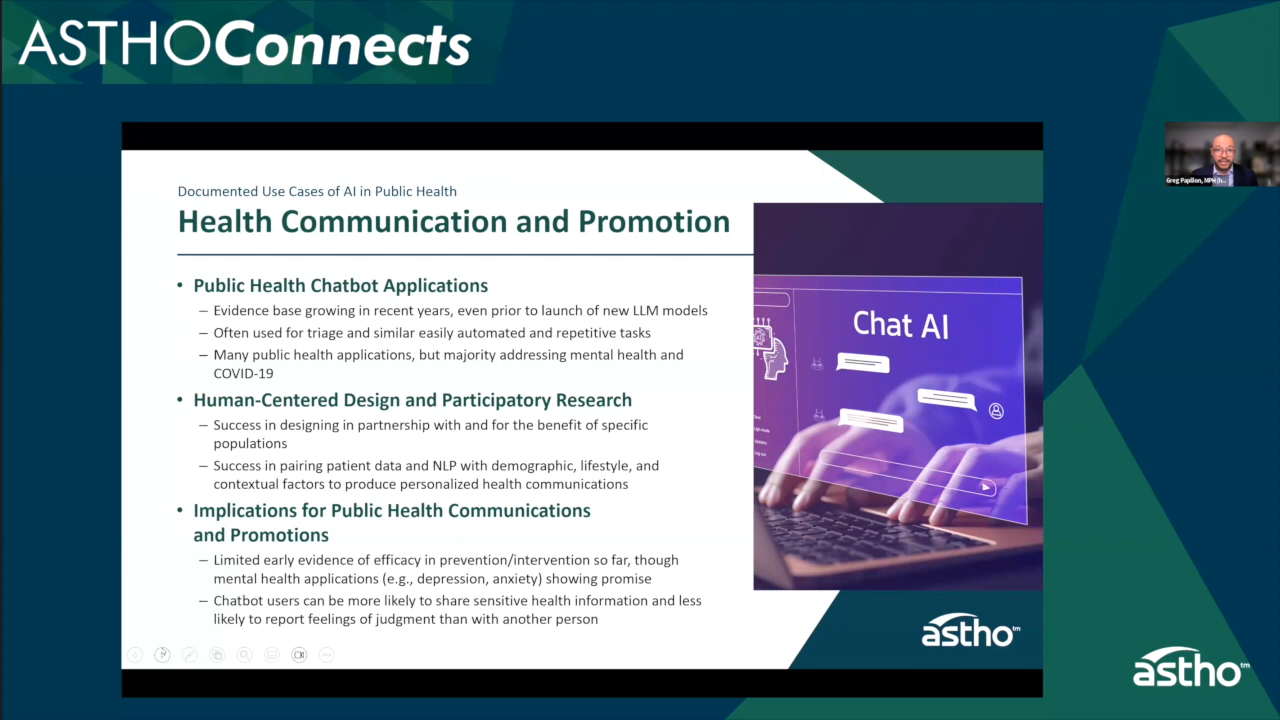 ASTHOConnects
Documented Use Cases of AI in Public Health
Health Communication and Promotion
• Public Health Chatbot Applications
– Evidence base growing in recent years, even prior to launch of new LLM models
– Often used for triage and similar easily automated and repetitive tasks
– Many public health applications, but majority addressing mental health and
COVID-19
• Human-Centered Design and Participatory Research
– Success in designing in partnership with and for the benefit of specific
populations
– Success in pairing patient data and NLP with demographic, lifestyle, and
contextual factors to produce personalized health communications
• Implications for Public Health Communications
and Promotions
– Limited early evidence of efficacy in prevention/intervention so far, though
mental health applications (e.g., depression, anxiety) showing promise
– Chatbot users can be more likely to share sensitive health information and less
likely to report feelings of judgment than with another person
Chat AI
AI
Updates
Log out
astho™
Greg Papillon, MPH (h...
astho™